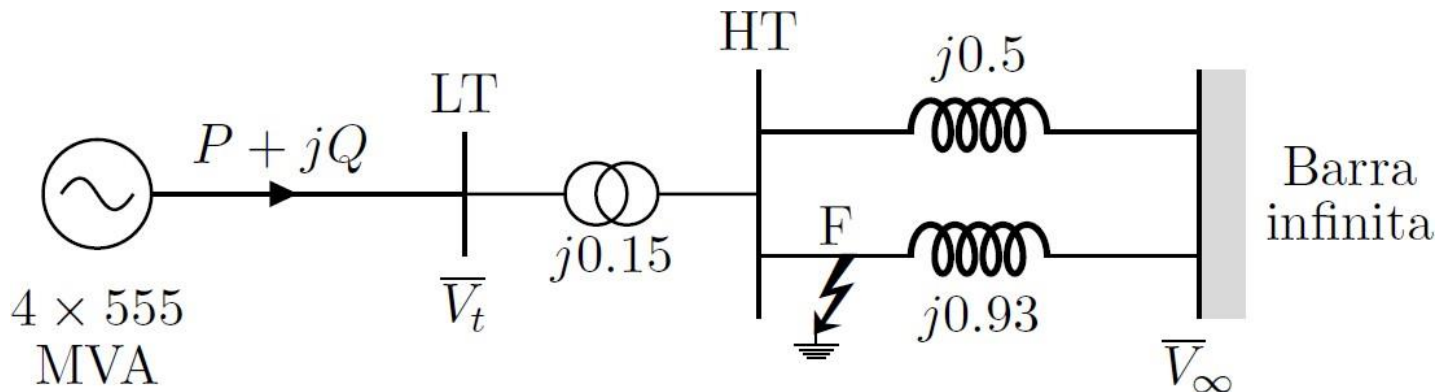 HT
j0.5
LT
P + jQ
Barra
infinita
F
j0.15
4 × 555
MVA
V̅t
j0.93
V̅∞